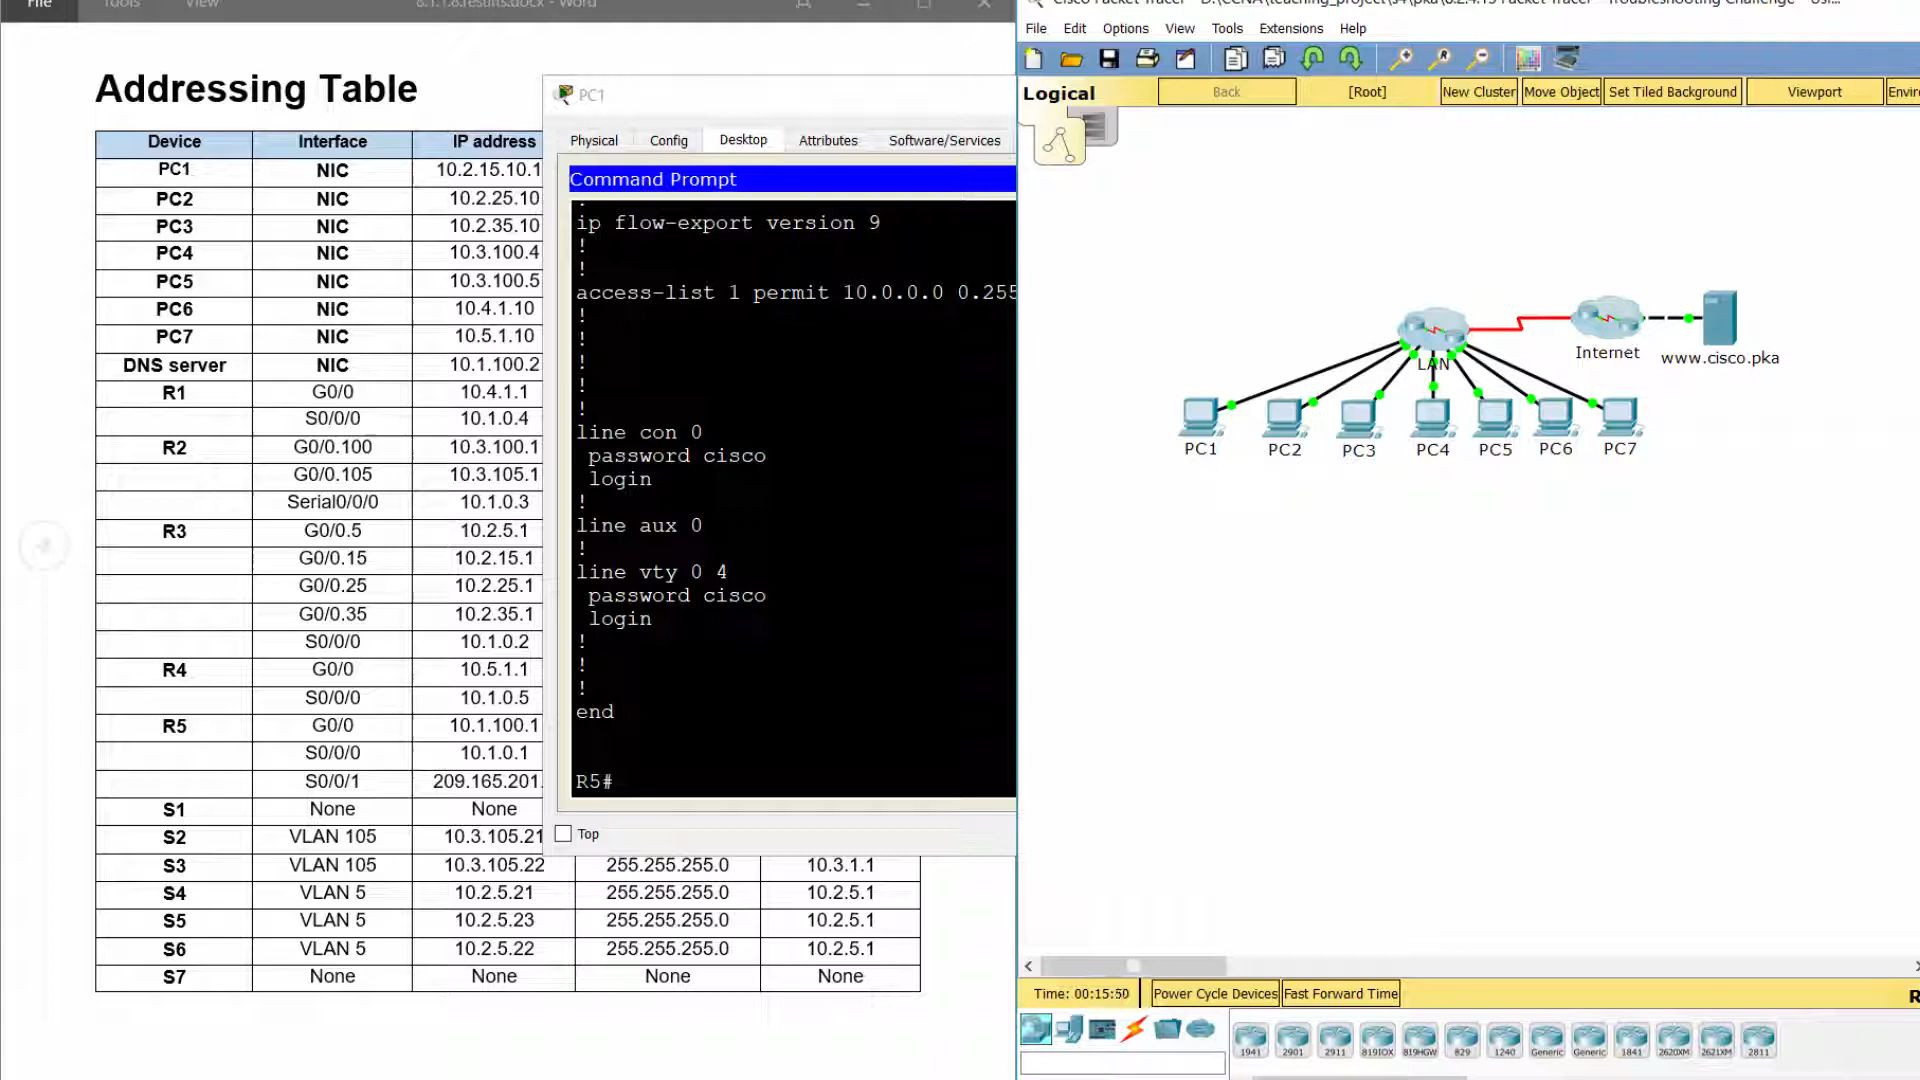 File Tools View 8.1.1.8.results.docx - Word
Addressing Table
Device Interface IP address
PC1 NIC 10.2.15.10.1
PC2 NIC 10.2.25.10
PC3 NIC 10.2.35.10
PC4 NIC 10.3.100.4
PC5 NIC 10.3.100.5
PC6 NIC 10.4.1.10
PC7 NIC 10.5.1.10
DNS server NIC 10.1.100.2
R1 G0/0 10.4.1.1
S0/0/0 10.1.0.4
R2 G0/0.100 10.3.100.1
G0/0.105 10.3.105.1
Serial0/0/0 10.1.0.3
R3 G0/0.5 10.2.5.1
G0/0.15 10.2.15.1
G0/0.25 10.2.25.1
G0/0.35 10.2.35.1
S0/0/0 10.1.0.2
R4 G0/0 10.5.1.1
S0/0/0 10.1.0.5
R5 G0/0 10.1.100.1
S0/0/0 10.1.0.1
S0/0/1 209.165.201.
S1 None None
S2 VLAN 105 10.3.105.21
S3 VLAN 105 10.3.105.22 255.255.255.0 10.3.1.1
S4 VLAN 5 10.2.5.21 255.255.255.0 10.2.5.1
S5 VLAN 5 10.2.5.23 255.255.255.0 10.2.5.1
S6 VLAN 5 10.2.5.22 255.255.255.0 10.2.5.1
S7 None None None None
PC1
Physical Config Desktop Attributes Software/Services
Command Prompt
!
ip flow-export version 9
!
!
access-list 1 permit 10.0.0.0 0.255
!
!
!
!
!
line con 0
password cisco
login
!
line aux 0
!
line vty 0 4
password cisco
login
!
!
!
end
R5#
Top
File Edit Options View Tools Extensions Help
Logical Back [Root] New Cluster Move Object Set Tiled Background Viewport Enviro
LAN
Internet
www.cisco.pka
PC1 PC2 PC3 PC4 PC5 PC6 PC7
Time: 00:15:50 Power Cycle Devices Fast Forward Time
R
1941 2901 2911 819IOX 819HGW 829 1240 Generic Generic 1841 2620XM 2621XM 2811